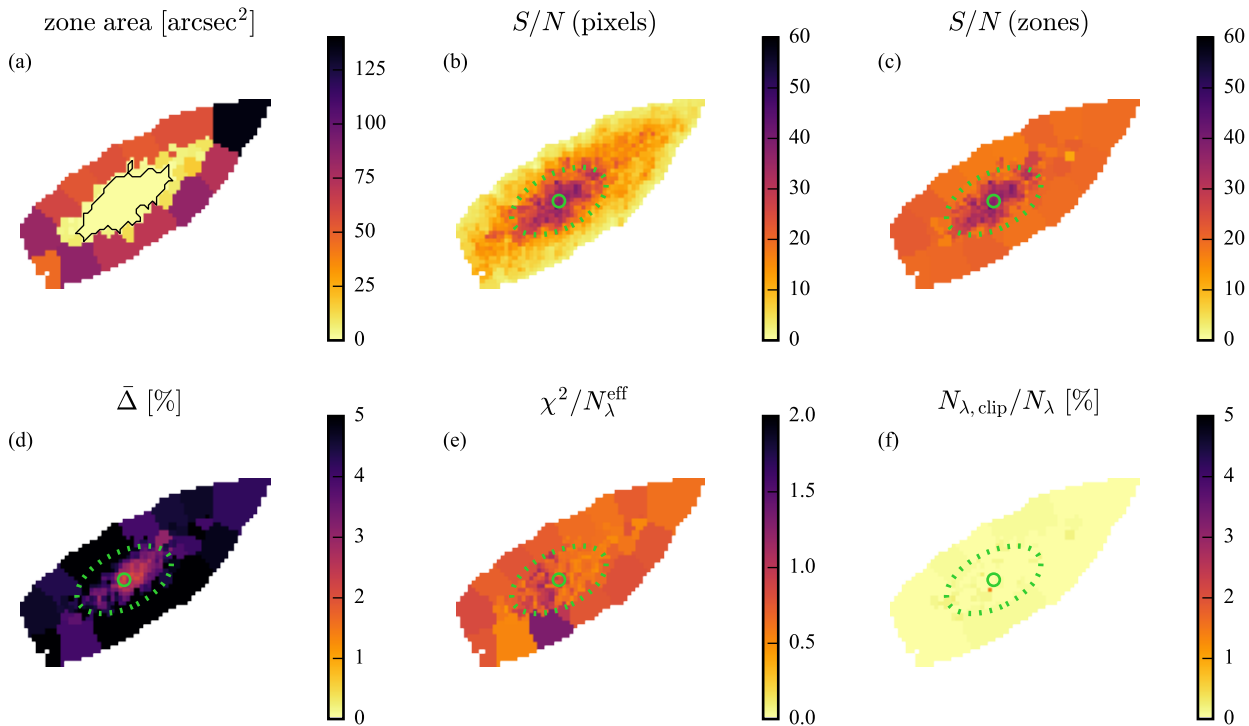 zone area [arcsec²] S/N (pixels) S/N (zones)
(a) (b) (c)
125 100 75 50 25 0
60 50 40 30 20 10 0
60 50 40 30 20 10 0
Δ̄ [%] χ²/N_λ^eff N_λ, clip/N_λ [%]
(d) (e) (f)
5 4 3 2 1 0
2.0 1.5 1.0 0.5 0.0
5 4 3 2 1 0